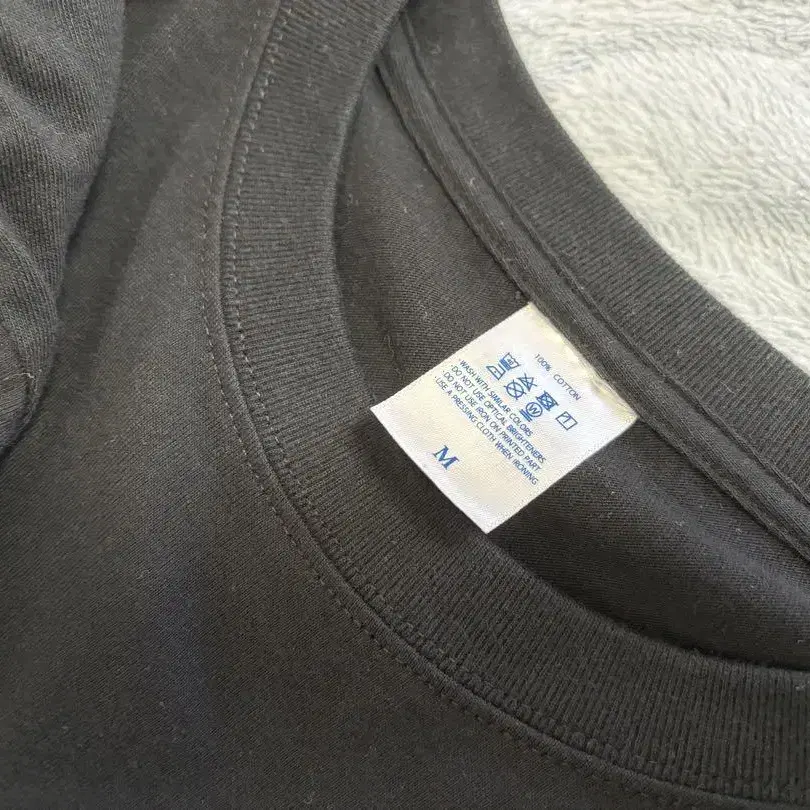 100% COTTON
·WASH WITH SIMILAR COLORS
·DO NOT USE OPTICAL BRIGHTENERS
·DO NOT USE IRON ON PRINTED PART
·USE A PRESSING CLOTH WHEN IRONING
M